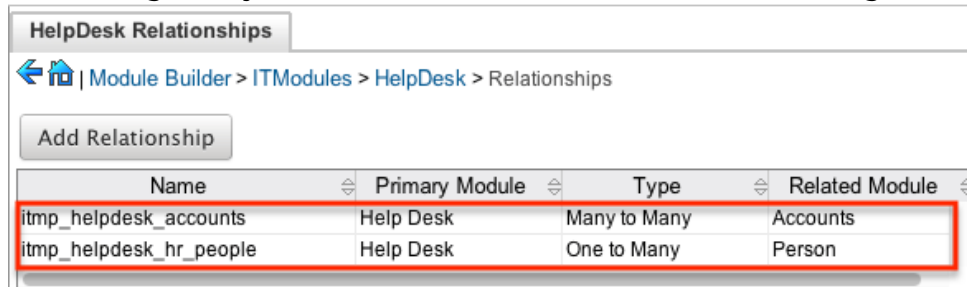 HelpDesk Relationships
| Module Builder > ITModules > HelpDesk > Relationships
Add Relationship
Name Primary Module Type Related Module
itmp_helpdesk_accounts Help Desk Many to Many Accounts
itmp_helpdesk_hr_people Help Desk One to Many Person